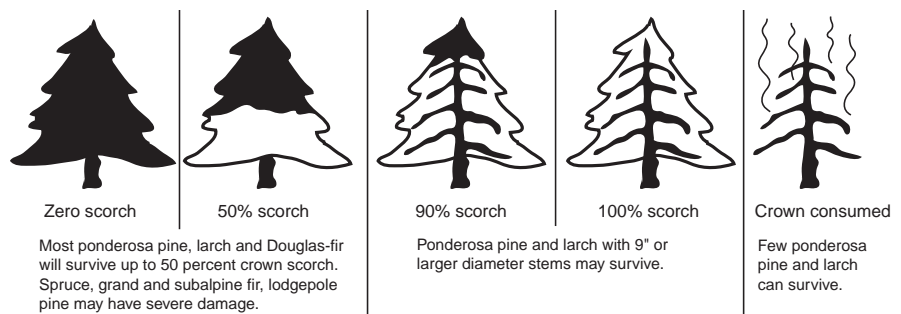 Zero scorch
50% scorch
90% scorch
100% scorch
Crown consumed
Most ponderosa pine, larch and Douglas-fir
will survive up to 50 percent crown scorch.
Spruce, grand and subalpine fir, lodgepole
pine may have severe damage.
Ponderosa pine and larch with 9" or
larger diameter stems may survive.
Few ponderosa
pine and larch
can survive.